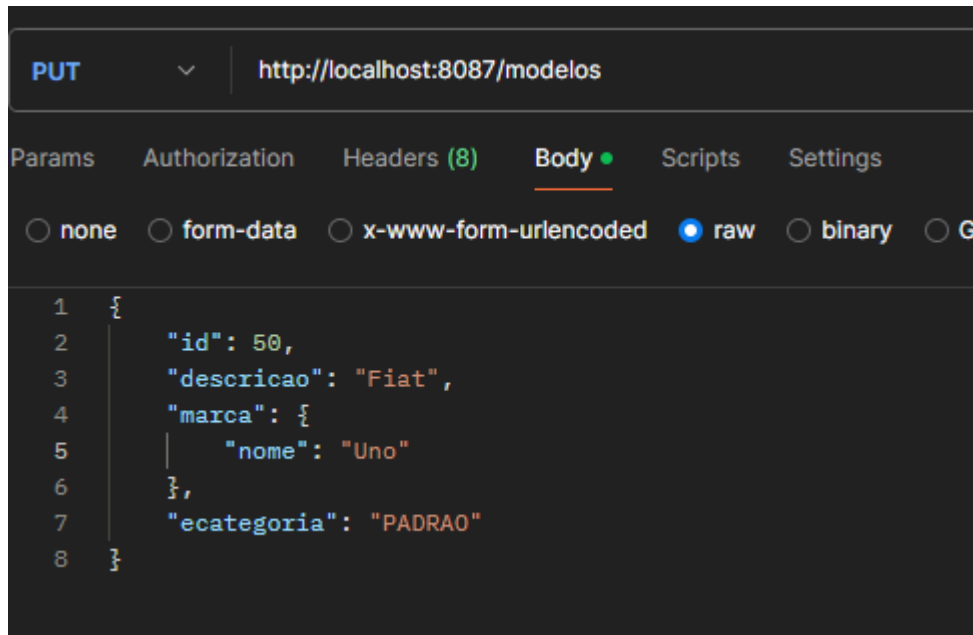 PUT http://localhost:8087/modelos
Params Authorization Headers (8) Body Scripts Settings
none form-data x-www-form-urlencoded raw binary G
1 {
2 "id": 50,
3 "descricao": "Fiat",
4 "marca": {
5 "nome": "Uno"
6 },
7 "ecategoria": "PADRAO"
8 }